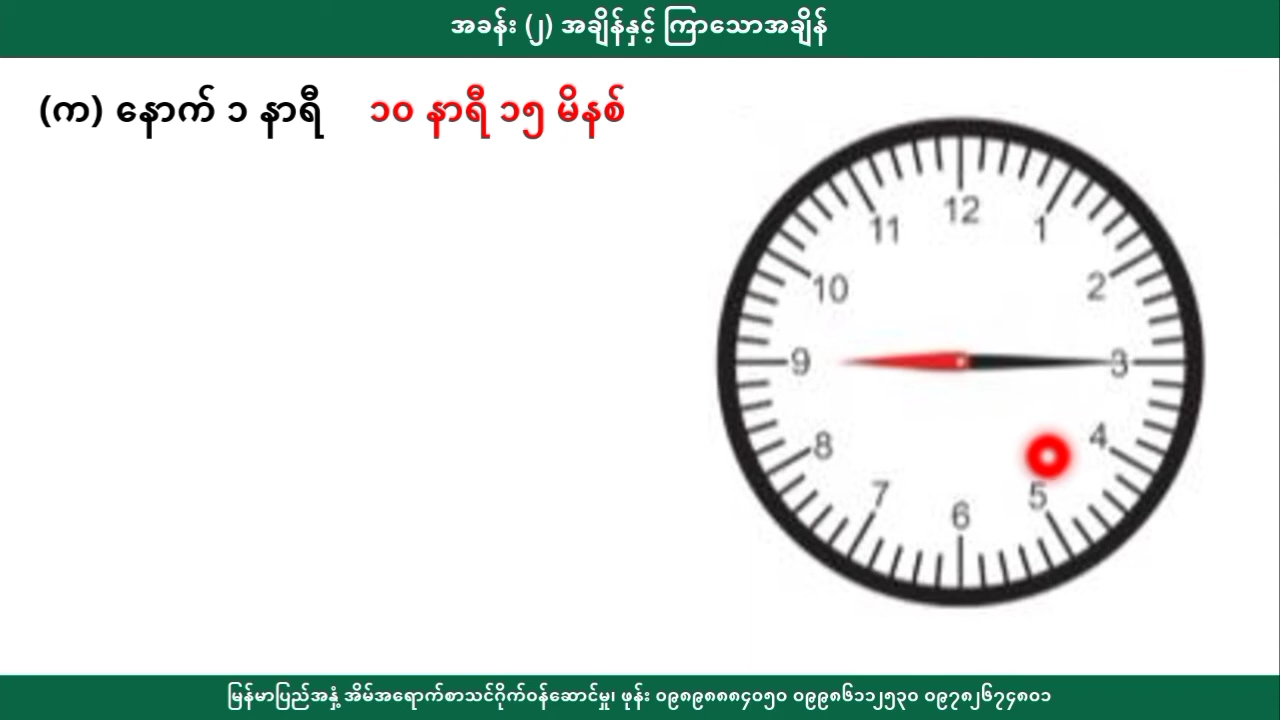 အခန်း (၂) အချိန်နှင့် ကြာသောအချိန်
(က) နောက် ၁ နာရီ ၁၀ နာရီ ၁၅ မိနစ်
12
11 1
10 2
9 3
8 4
7 5
6
မြန်မာပြည်အနှံ့ အိမ်အရောက်စာသင်ဂိုက်ဝန်ဆောင်မှု၊ ဖုန်း ၀၉၈၉၈၈၈၄၀၅၀ ၀၉၉၈၆၁၁၂၅၃၀ ၀၉၇၈၂၆၇၄၈၀၁